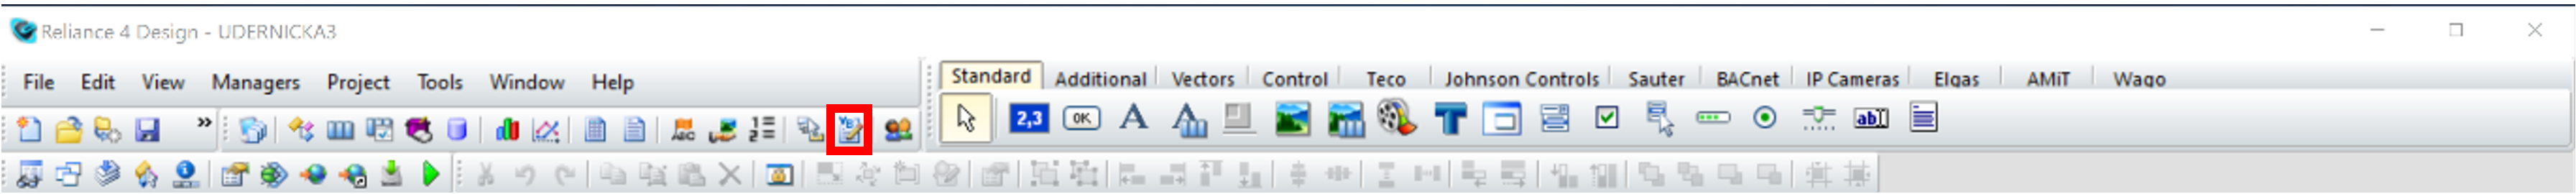 Reliance 4 Design - UDERNICKA3
File Edit View Managers Project Tools Window Help
Standard Additional Vectors Control Teco Johnson Controls Sauter BACnet IP Cameras Elgas AMiT Wago
2,3 OK A ab